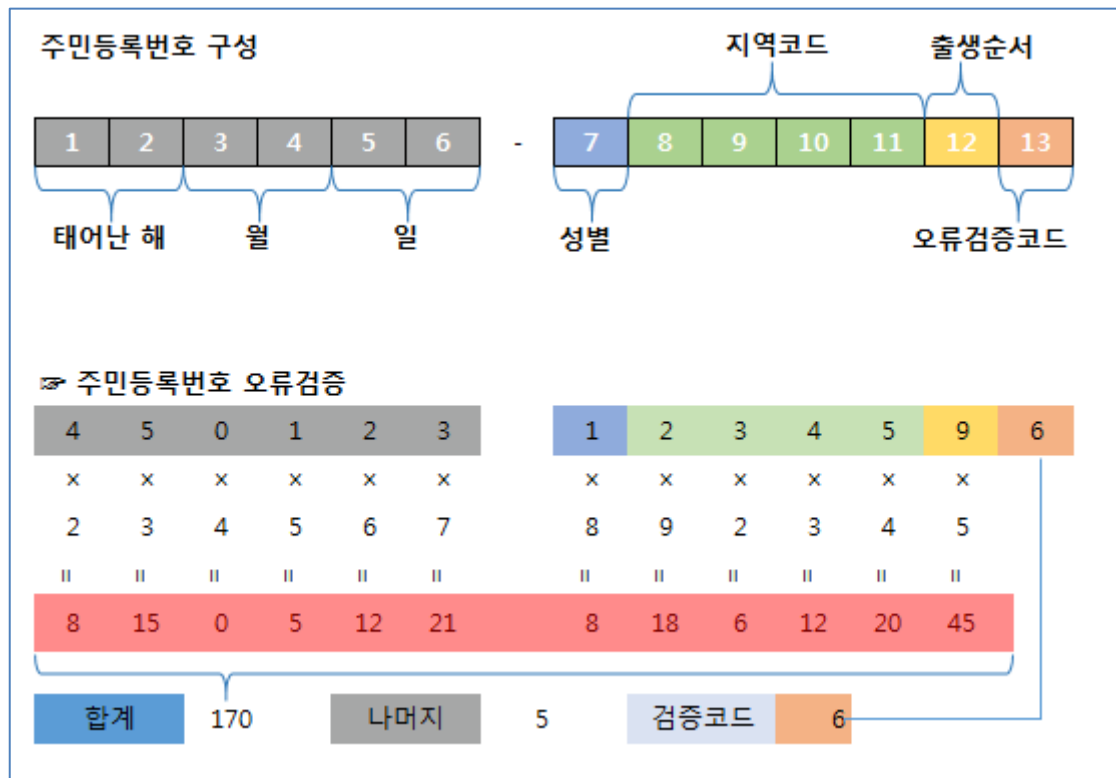 주민등록번호 구성
지역코드 출생순서
1 2 3 4 5 6 - 7 8 9 10 11 12 13
태어난 해 월 일 성별 오류검증코드
☞ 주민등록번호 오류검증
4 5 0 1 2 3 1 2 3 4 5 9 6
× × × × × × × × × × × ×
2 3 4 5 6 7 8 9 2 3 4 5
= = = = = = = = = = = =
8 15 0 5 12 21 8 18 6 12 20 45
합계 170 나머지 5 검증코드 6